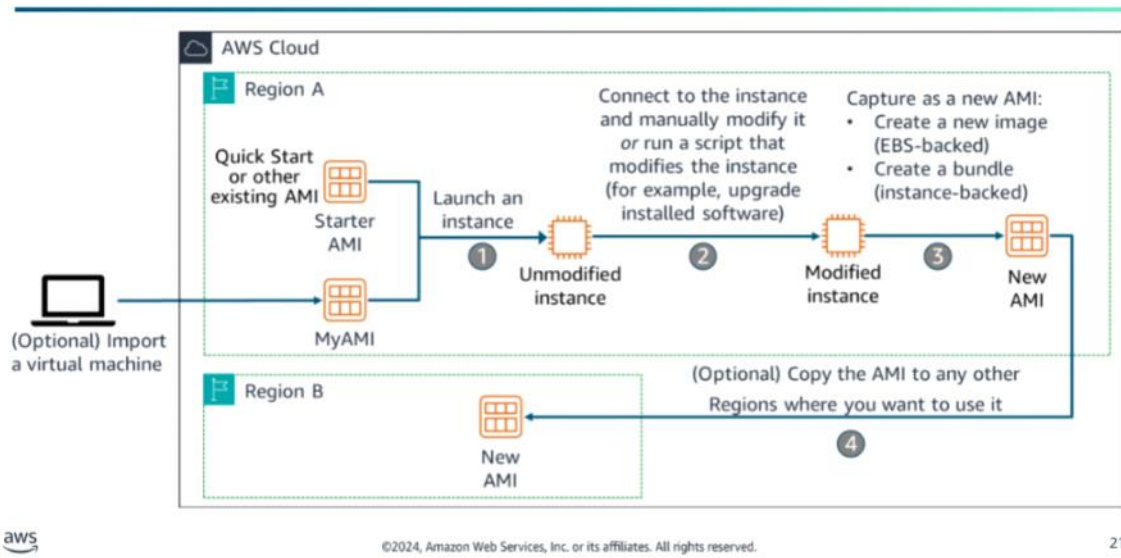 AWS Cloud
Region A
Quick Start
or other
existing AMI
Starter
AMI
MyAMI
(Optional) Import
a virtual machine
Launch an
instance
1
Unmodified
instance
Connect to the instance
and manually modify it
or run a script that
modifies the instance
(for example, upgrade
installed software)
2
Modified
instance
Capture as a new AMI:
• Create a new image
(EBS-backed)
• Create a bundle
(instance-backed)
3
New
AMI
(Optional) Copy the AMI to any other
Regions where you want to use it
4
Region B
New
AMI
aws
©2024, Amazon Web Services, Inc. or its affiliates. All rights reserved.